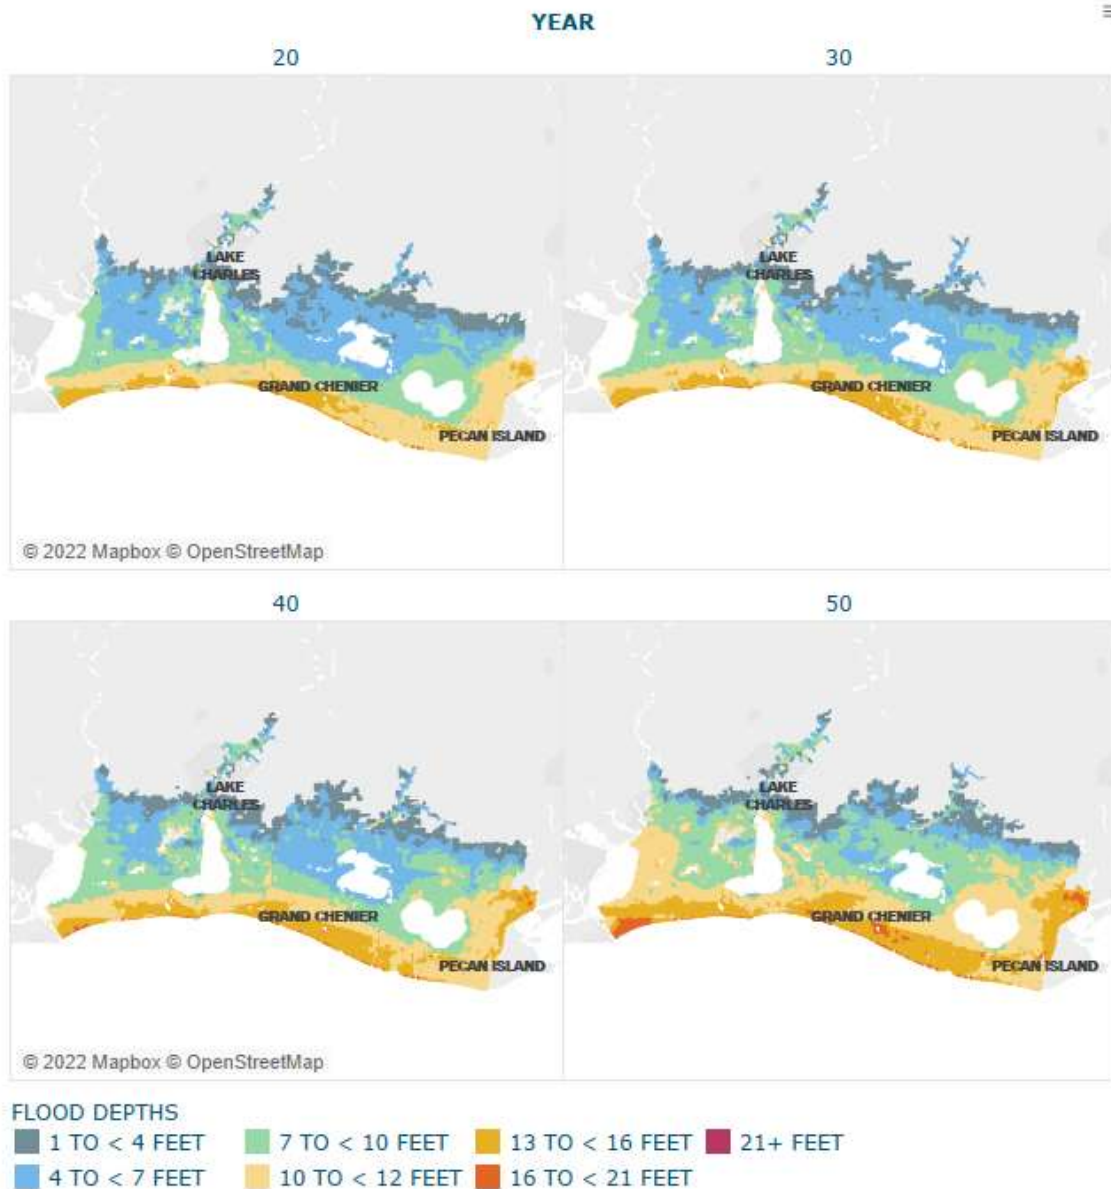 YEAR
20
30
LAKE
CHARLES
GRAND CHENIER
PECAN ISLAND
LAKE
CHARLES
GRAND CHENIER
PECAN ISLAND
© 2022 Mapbox © OpenStreetMap
40
50
LAKE
CHARLES
GRAND CHENIER
PECAN ISLAND
LAKE
CHARLES
GRAND CHENIER
PECAN ISLAND
© 2022 Mapbox © OpenStreetMap
FLOOD DEPTHS
1 TO < 4 FEET
7 TO < 10 FEET
13 TO < 16 FEET
21+ FEET
4 TO < 7 FEET
10 TO < 12 FEET
16 TO < 21 FEET